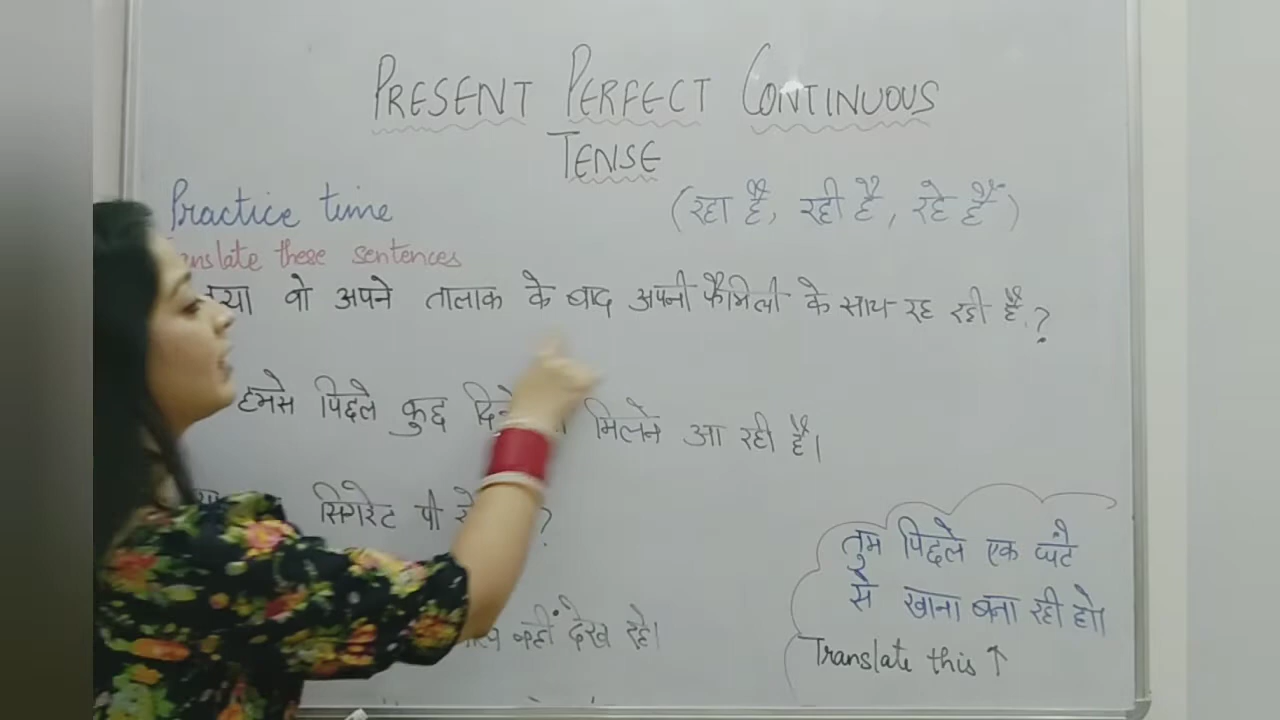 PRESENT PERFECT CONTINUOUS
TENSE
Practice time
(रहा है, रही है, रहे हैं)
these sentences
वो अपने तालाक के बाद अपनी फैमिली के साथ रह रही है?
हमसे पिछले कुछ मिलने आ रही है।
सिगरेट पी ?
नहीं देख रहे।
तुम पिछले एक घंटे
से खाना बना रही हो।
Translate this ↑